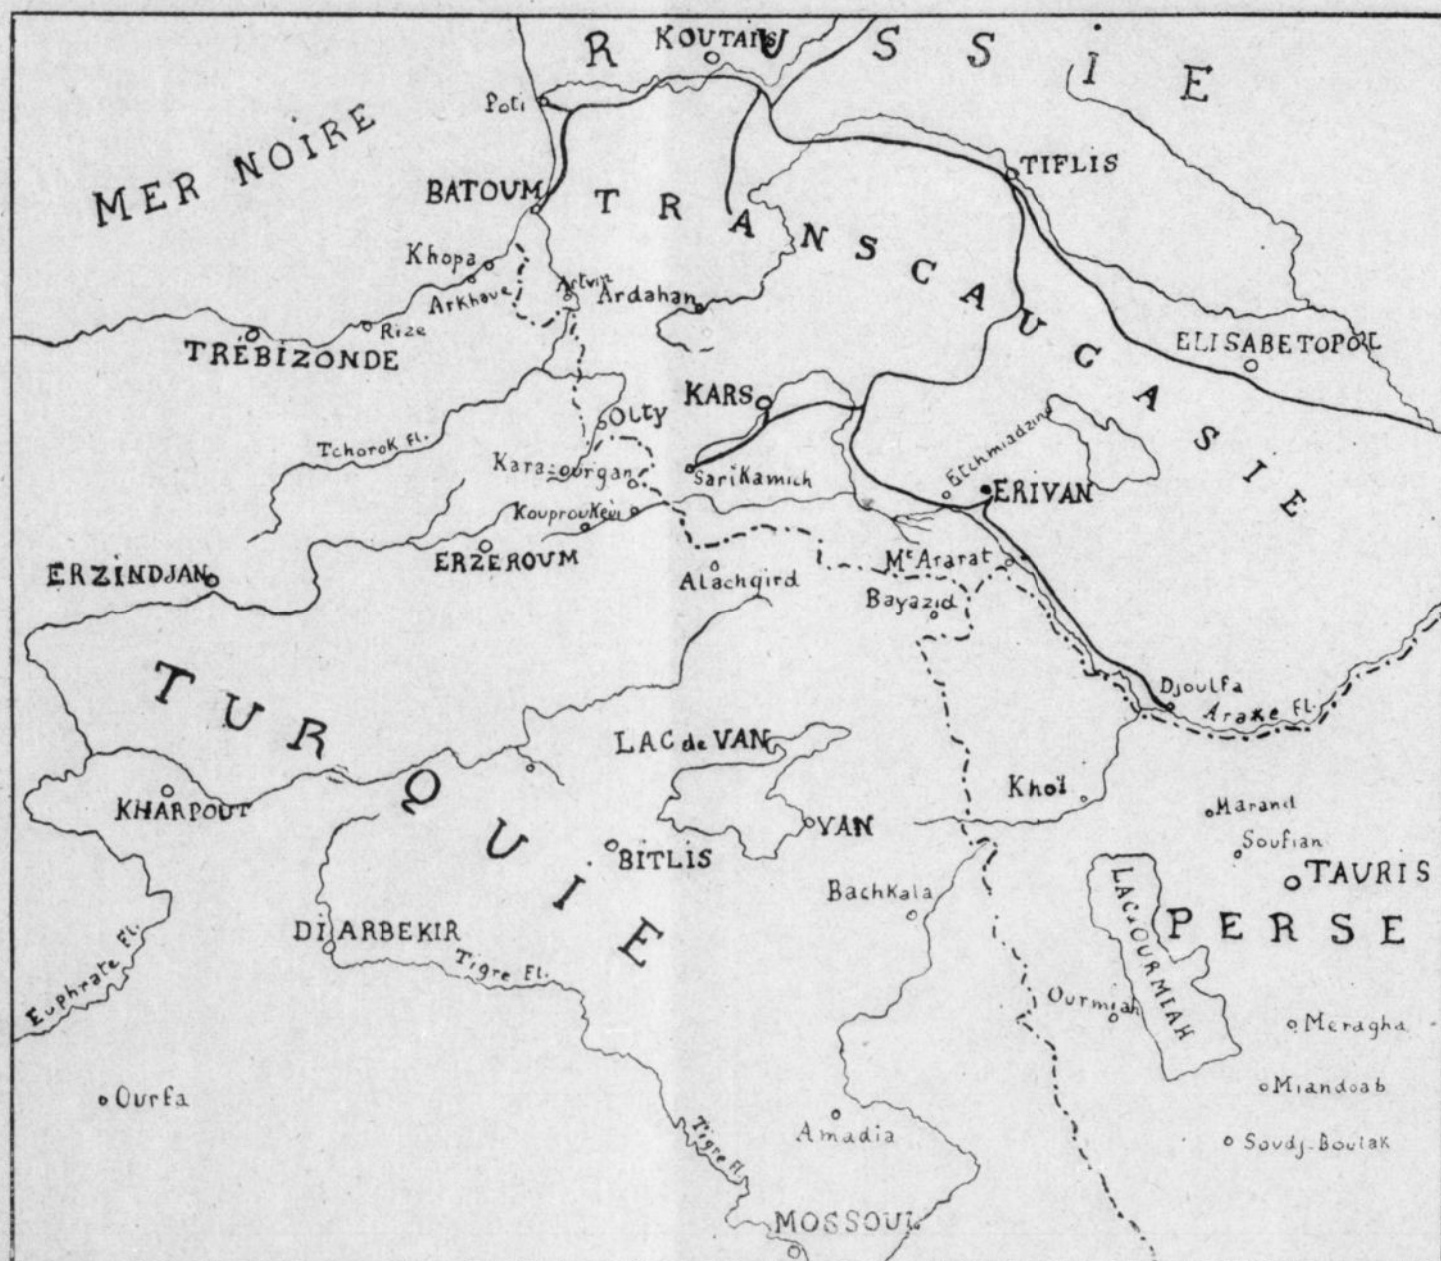 RUSSIE
KOUTAIS
Poti
MER NOIRE
TIFLIS
BATOUM
TRANSCAUCASIE
Khopa
Arkhave
Artvin
Ardahan
Rize
TRÉBIZONDE
ELISABETOPOL
KARS
Olty
Tchorok Fl.
Kara-ourgan
Sarikamich
Etchmiadzing
ERIVAN
Kouproukeui
ERZEROUM
ERZINDJAN
Alachgird
Mt Ararat
Bayazid
TURQUIE
Djoulfa
Araxe Fl.
LAC de VAN
Khoï
KHARPOUT
VAN
Marand
Soufian
BITLIS
TAURIS
Bachkala
LAC d'OURMIAH
PERSE
DIARBEKIR
Tigre Fl.
Euphrate Fl.
Ourmiah
Meragha
Ourfa
Miandoab
Amadia
Soudj-Boulak
Tigre Fl.
MOSSOUL